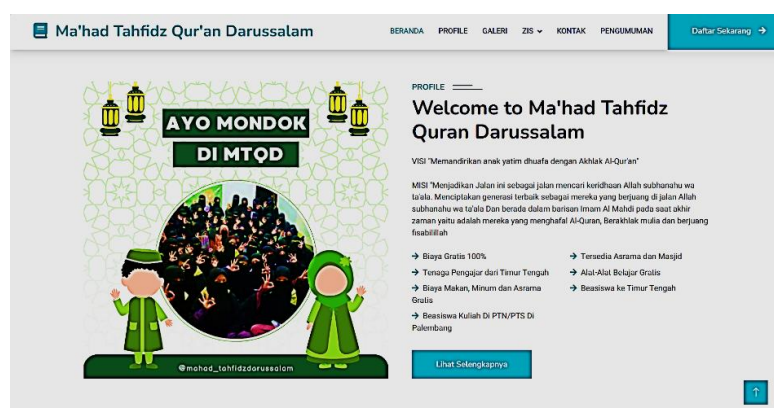 Ma'had Tahfidz Qur'an Darussalam
BERANDA PROFILE GALERI ZIS KONTAK PENGUMUMAN
Daftar Sekarang →
AYO MONDOK
DI MTQD
@mahad_tahfidzdarussalam
PROFILE
Welcome to Ma'had Tahfidz
Quran Darussalam
VISI "Memandirikan anak yatim dhuafa dengan Akhlak Al-Qur'an"
MISI "Menjadikan Jalan ini sebagai jalan mencari keridhaan Allah subhanahu wa
ta'ala. Menciptakan generasi terbaik sebagai mereka yang berjuang di jalan Allah
subhanahu wa ta'ala Dan berada dalam barisan Imam Al Mahdi pada saat akhir
zaman yaitu adalah mereka yang menghafal Al-Quran, Berakhlak mulia dan berjuang
fisabilillah
→ Biaya Gratis 100%
→ Tenaga Pengajar dari Timur Tengah
→ Biaya Makan, Minum dan Asrama
Gratis
→ Beasiswa Kuliah Di PTN/PTS Di
Palembang
→ Tersedia Asrama dan Masjid
→ Alat-Alat Belajar Gratis
→ Beasiswa ke Timur Tengah
Lihat Selengkapnya